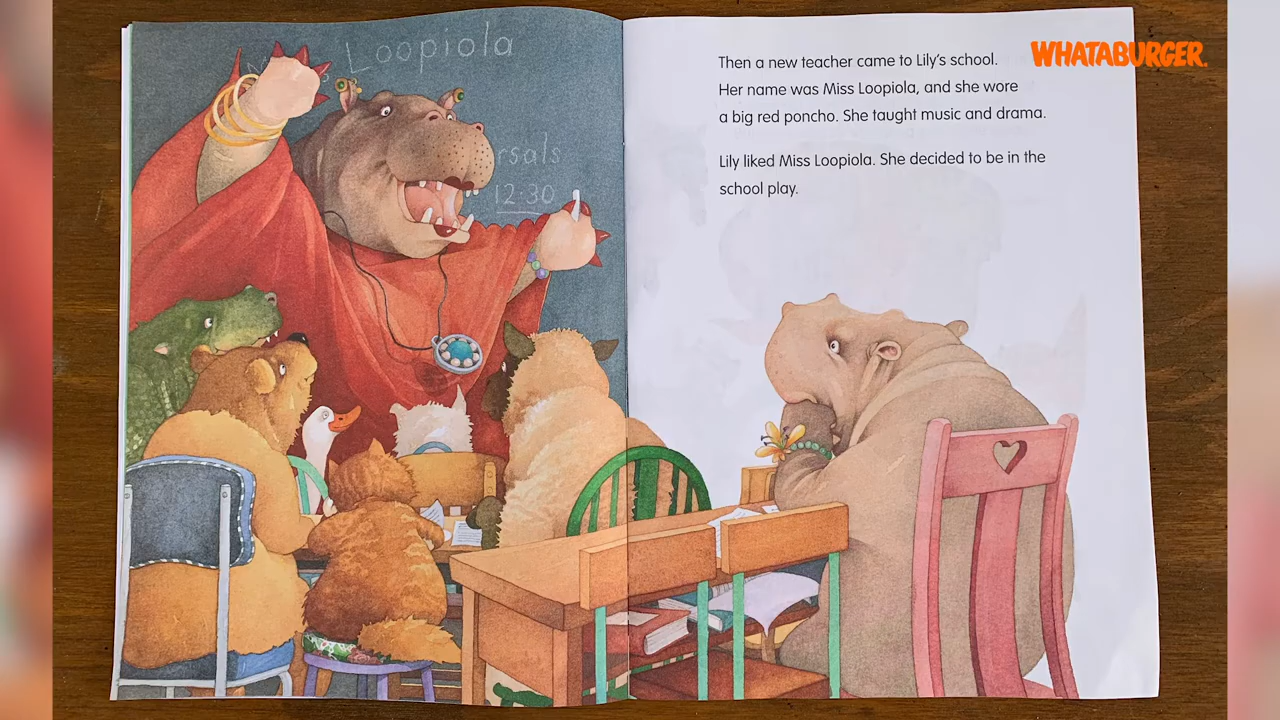 Loopiola
rsals
12:30
Then a new teacher came to Lily's school.
Her name was Miss Loopiola, and she wore
a big red poncho. She taught music and drama.
Lily liked Miss Loopiola. She decided to be in the
school play.
WHATABURGER.